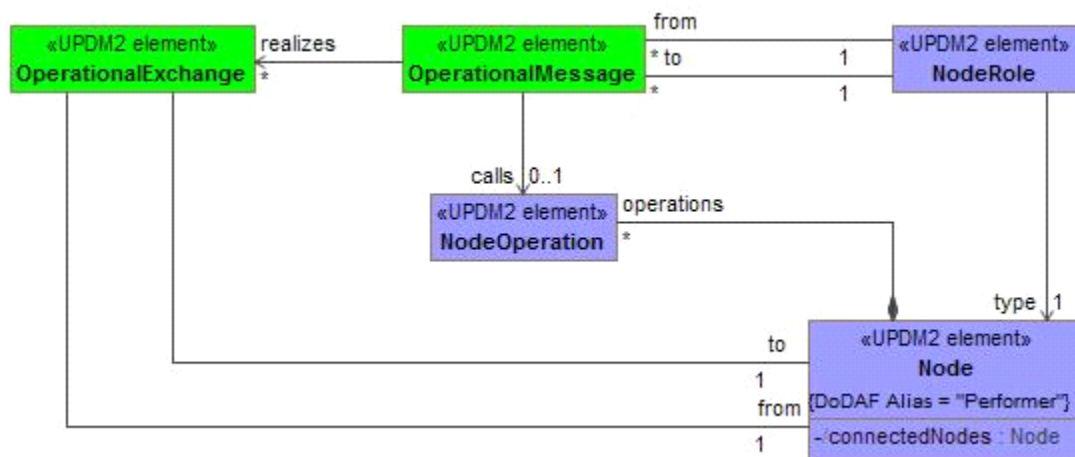 from
«UPDM2 element»
OperationalExchange
realizes
*
«UPDM2 element»
OperationalMessage
* to
*
1
1
«UPDM2 element»
NodeRole
calls
0..1
«UPDM2 element»
NodeOperation
operations
*
type
1
to
1
from
1
«UPDM2 element»
Node
{DoDAF Alias = "Performer"}
-/connectedNodes : Node